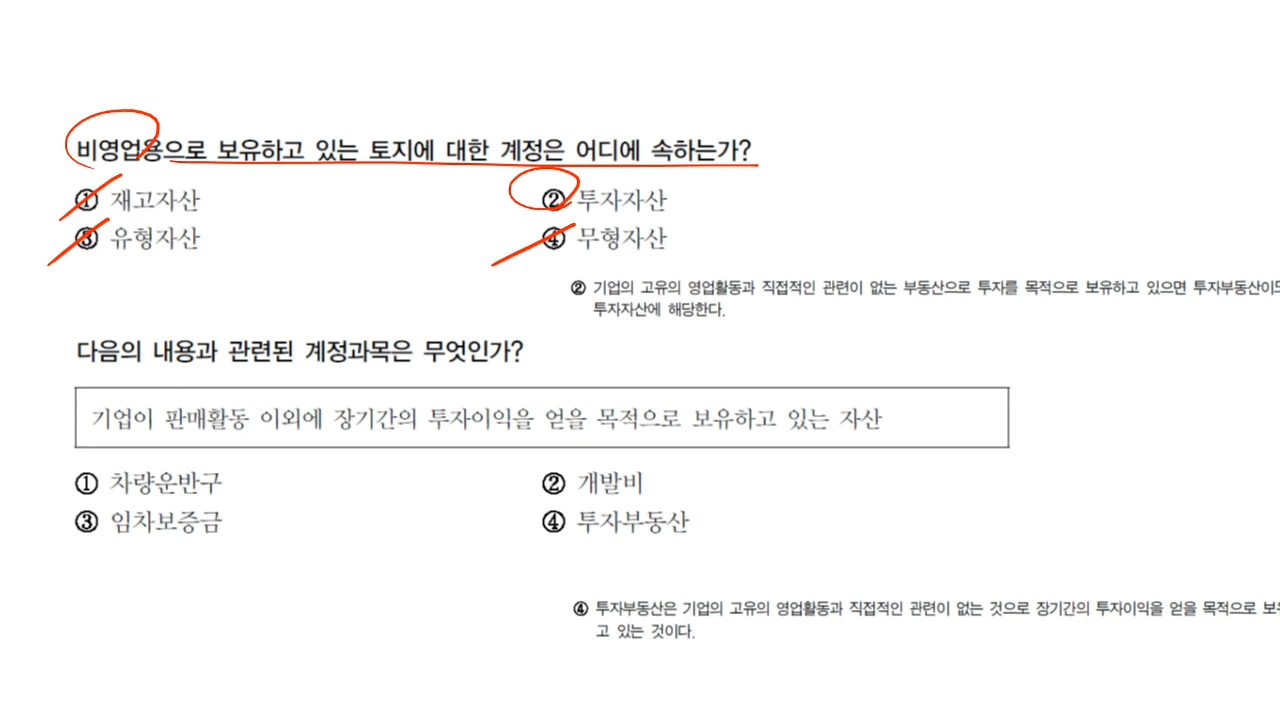 비영업용으로 보유하고 있는 토지에 대한 계정은 어디에 속하는가?
① 재고자산 ② 투자자산
③ 유형자산 ④ 무형자산
② 기업의 고유의 영업활동과 직접적인 관련이 없는 부동산으로 투자를 목적으로 보유하고 있으면
투자자산에 해당한다.
다음의 내용과 관련된 계정과목은 무엇인가?
기업이 판매활동 이외에 장기간의 투자이익을 얻을 목적으로 보유하고 있는 자산
① 차량운반구 ② 개발비
③ 임차보증금 ④ 투자부동산
④ 투자부동산은 기업의 고유의 영업활동과 직접적인 관련이 없는 것으로 장기간의 투자이익을 얻을 목적으로
고 있는 것이다.